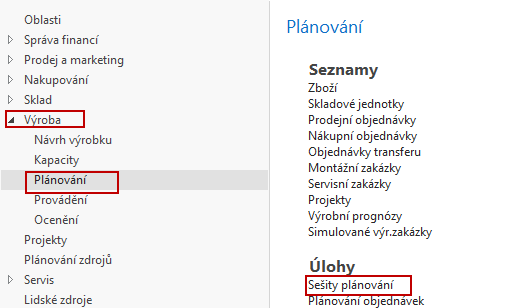 Oblasti
Správa financí
Prodej a marketing
Nakupování
Sklad
Výroba
Návrh výrobku
Kapacity
Plánování
Provádění
Ocenění
Projekty
Plánování zdrojů
Servis
Lidské zdroje
Plánování
Seznamy
Zboží
Skladové jednotky
Prodejní objednávky
Nákupní objednávky
Objednávky transferu
Montážní zakázky
Servisní zakázky
Projekty
Výrobní prognózy
Simulované výr.zakázky
Úlohy
Sešity plánování
Plánování objednávek